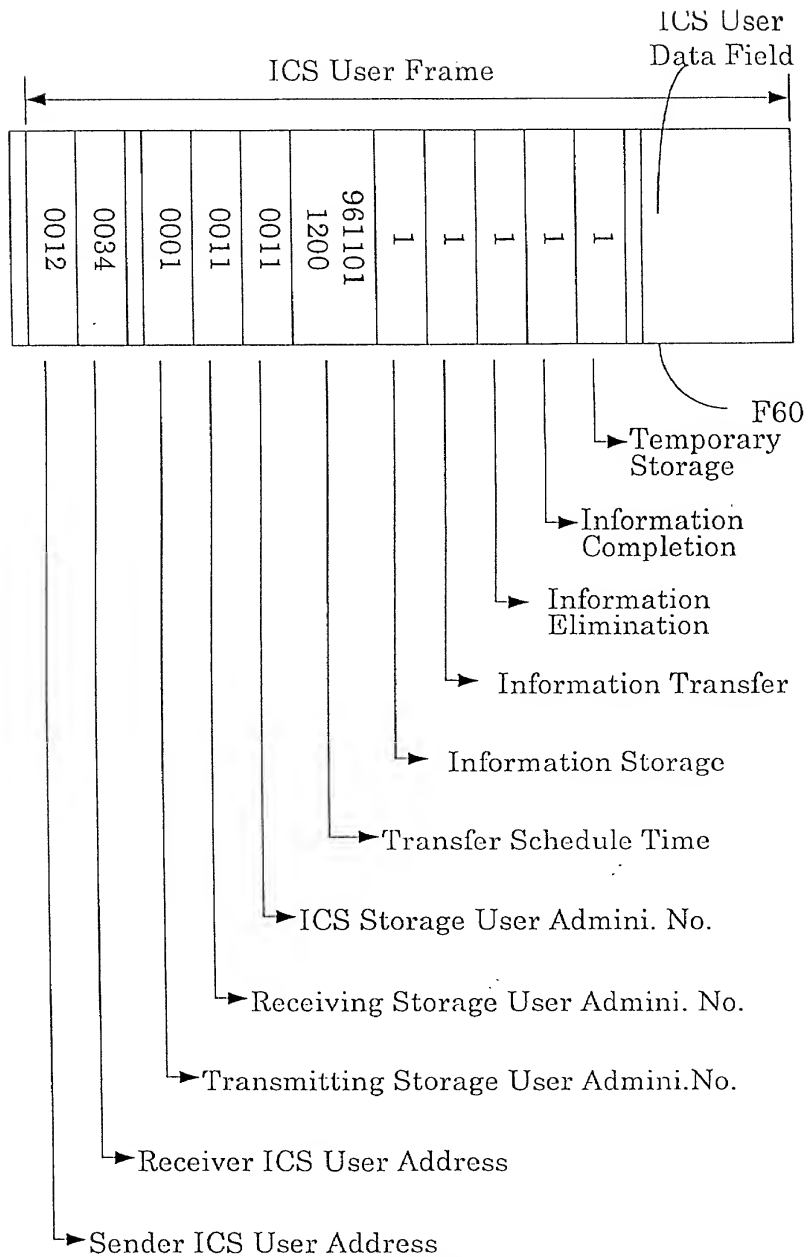 ICS User
Data Field
ICS User Frame
0012
0034
0001
0011
0011
961101
1200
1
1
1
1
1
F60
Temporary
Storage
Information
Completion
Information
Elimination
Information Transfer
Information Storage
Transfer Schedule Time
ICS Storage User Admini. No.
Receiving Storage User Admini. No.
Transmitting Storage User Admini.No.
Receiver ICS User Address
Sender ICS User Address